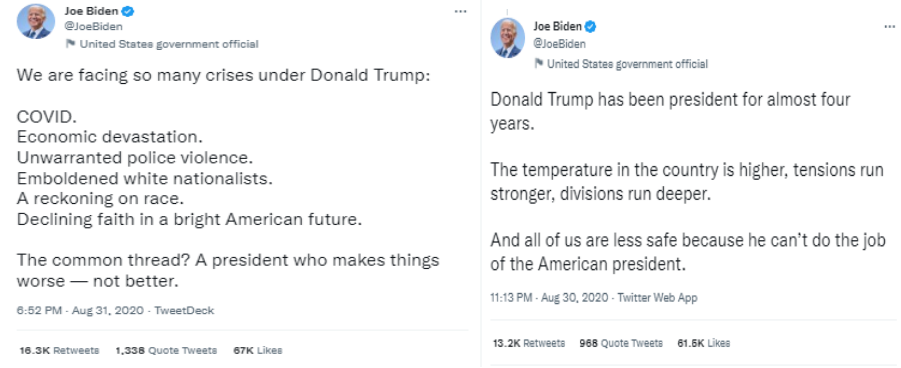 Joe Biden
@JoeBiden
United States government official
We are facing so many crises under Donald Trump:
COVID.
Economic devastation.
Unwarranted police violence.
Emboldened white nationalists.
A reckoning on race.
Declining faith in a bright American future.
The common thread? A president who makes things
worse — not better.
6:52 PM · Aug 31, 2020 · TweetDeck
16.3K Retweets 1,338 Quote Tweets 67K Likes
Joe Biden
@JoeBiden
United States government official
Donald Trump has been president for almost four
years.
The temperature in the country is higher, tensions run
stronger, divisions run deeper.
And all of us are less safe because he can't do the job
of the American president.
11:13 PM · Aug 30, 2020 · Twitter Web App
13.2K Retweets 968 Quote Tweets 61.5K Likes